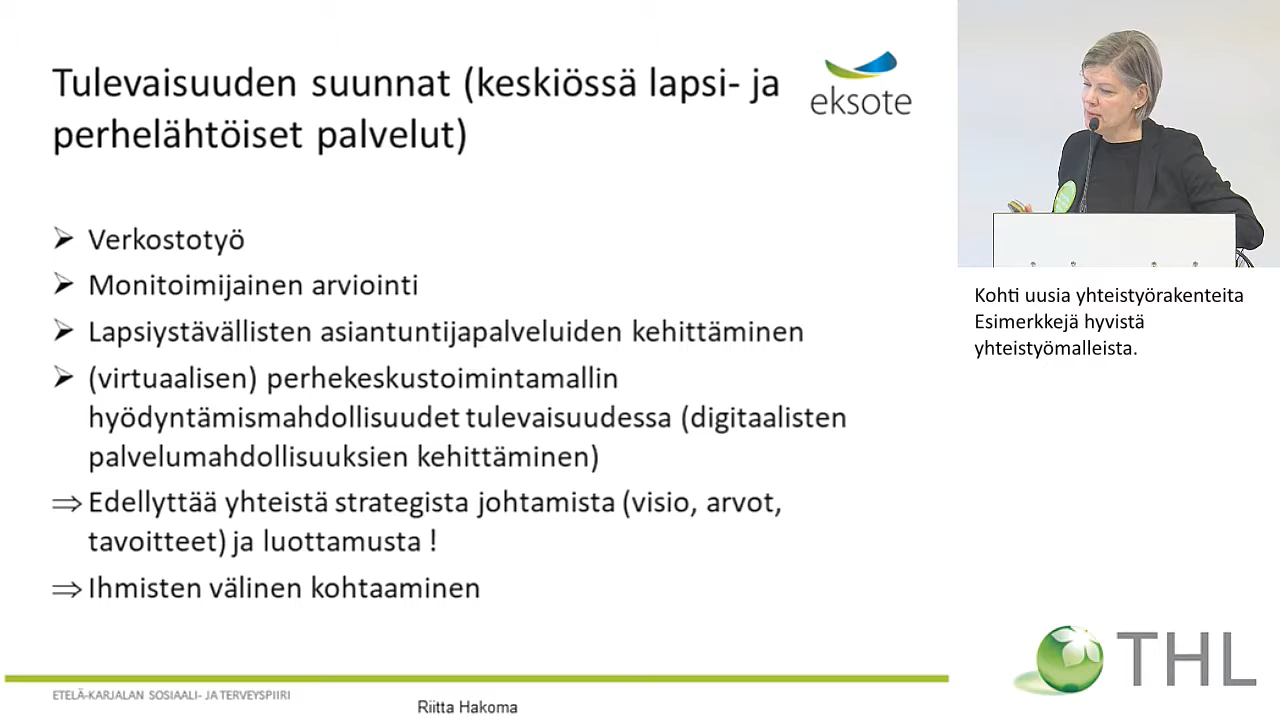 Tulevaisuuden suunnat (keskiössä lapsi- ja
perhelähtöiset palvelut)
eksote
Verkostotyö
Monitoimijainen arviointi
Lapsiystävällisten asiantuntijapalveluiden kehittäminen
(virtuaalisen) perhekeskustoimintamallin
hyödyntämismahdollisuudet tulevaisuudessa (digitaalisten
palvelumahdollisuuksien kehittäminen)
⇒ Edellyttää yhteistä strategista johtamista (visio, arvot,
tavoitteet) ja luottamusta !
⇒ Ihmisten välinen kohtaaminen
ETELÄ-KARJALAN SOSIAALI- JA TERVEYSPIIRI
Riitta Hakoma
Kohti uusia yhteistyörakenteita
Esimerkkejä hyvistä
yhteistyömalleista.
THL